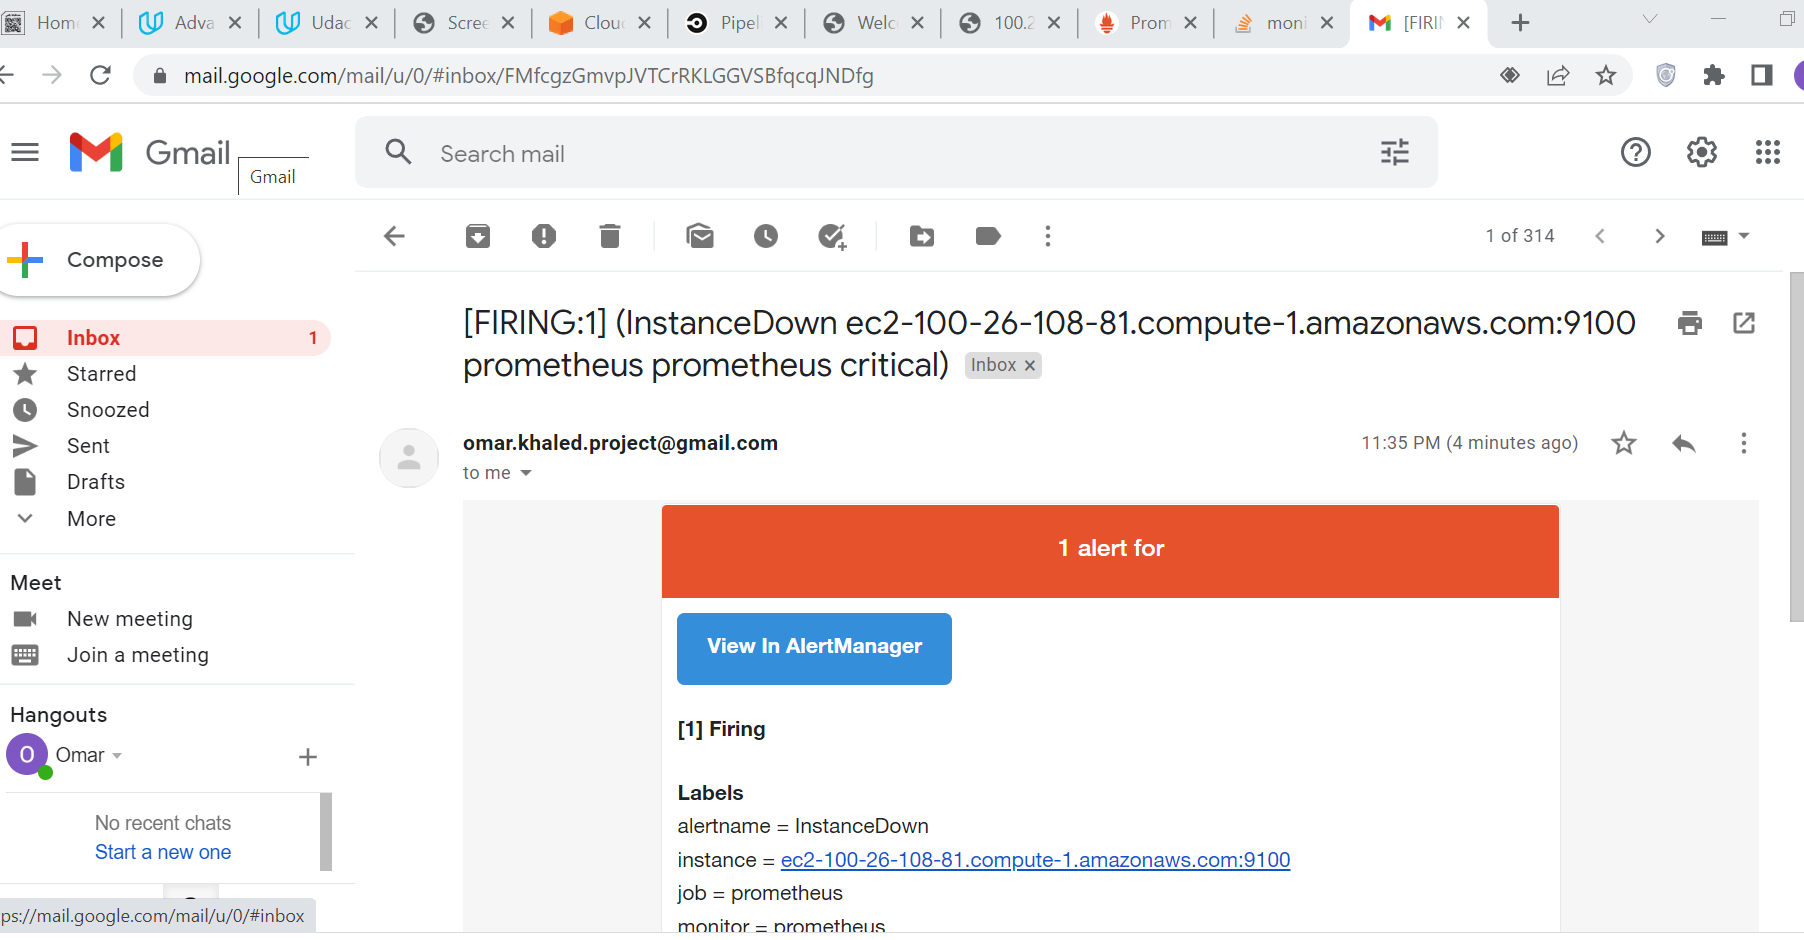 Hom
Adva
Udac
Scree
Clou
Pipel
Welc
100.2
Prom
moni
[FIRI
mail.google.com/mail/u/0/#inbox/FMfcgzGmvpJVTCrRKLGGVSBfqcqJNDfg
Gmail
Gmail
Search mail
Compose
1 of 314
Inbox 1
Starred
Snoozed
Sent
Drafts
More
Meet
New meeting
Join a meeting
Hangouts
O Omar
No recent chats
Start a new one
ps://mail.google.com/mail/u/0/#inbox
[FIRING:1] (InstanceDown ec2-100-26-108-81.compute-1.amazonaws.com:9100
prometheus prometheus critical) Inbox x
omar.khaled.project@gmail.com
11:35 PM (4 minutes ago)
to me
1 alert for
View In AlertManager
[1] Firing
Labels
alertname = InstanceDown
instance = ec2-100-26-108-81.compute-1.amazonaws.com:9100
job = prometheus
monitor = prometheus